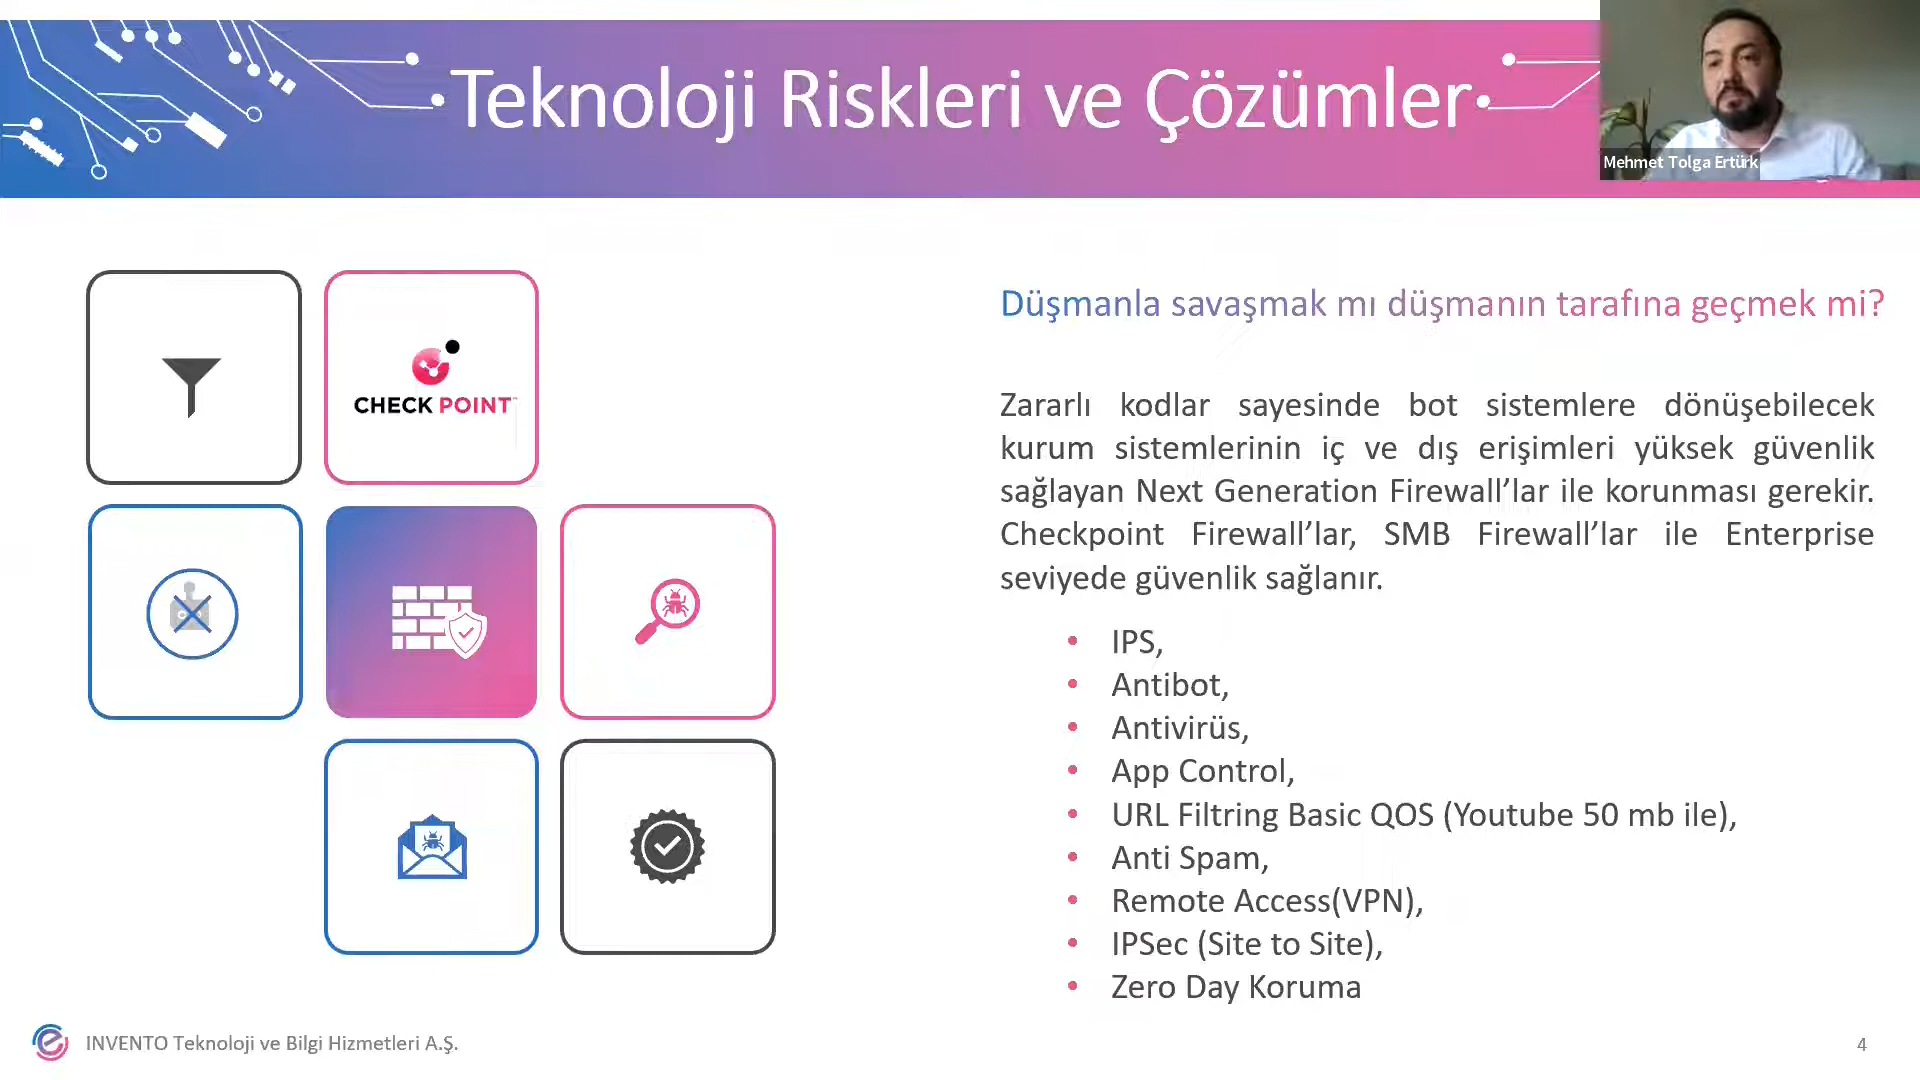 Teknoloji Riskleri ve Çözümler
Mehmet Tolga Ertürk
CHECK POINT
Düşmanla savaşmak mı düşmanın tarafına geçmek mi?
Zararlı kodlar sayesinde bot sistemlere dönüşebilecek
kurum sistemlerinin iç ve dış erişimleri yüksek güvenlik
sağlayan Next Generation Firewall’lar ile korunması gerekir.
Checkpoint Firewall’lar, SMB Firewall’lar ile Enterprise
seviyede güvenlik sağlanır.
• IPS,
• Antibot,
• Antivirüs,
• App Control,
• URL Filtring Basic QOS (Youtube 50 mb ile),
• Anti Spam,
• Remote Access(VPN),
• IPSec (Site to Site),
• Zero Day Koruma
INVENTO Teknoloji ve Bilgi Hizmetleri A.Ş.
4